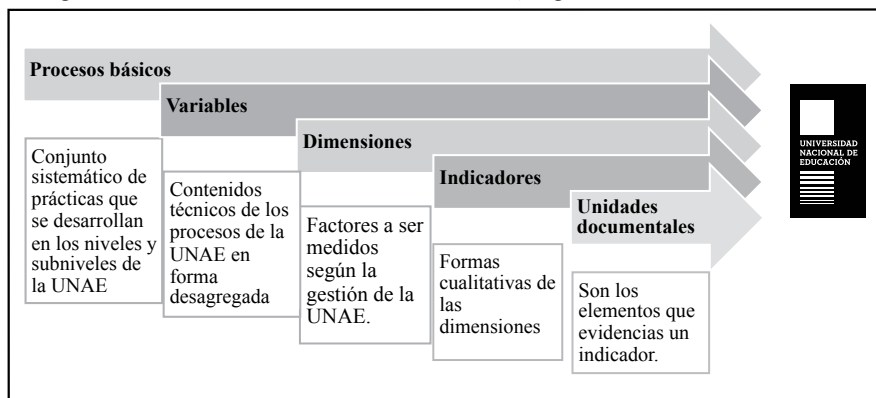 Procesos básicos
Variables
Dimensiones
Indicadores
Unidades
documentales
Conjunto
sistemático de
prácticas que
se desarrollan
en los niveles y
subniveles de
la UNAE
Contenidos
técnicos de los
procesos de la
UNAE en
forma
desagregada
Factores a ser
medidos
según la
gestión de la
UNAE.
Formas
cualitativas de
las
dimensiones
Son los
elementos que
evidencias un
indicador.
UNIVERSIDAD
NACIONAL DE
EDUCACIÓN